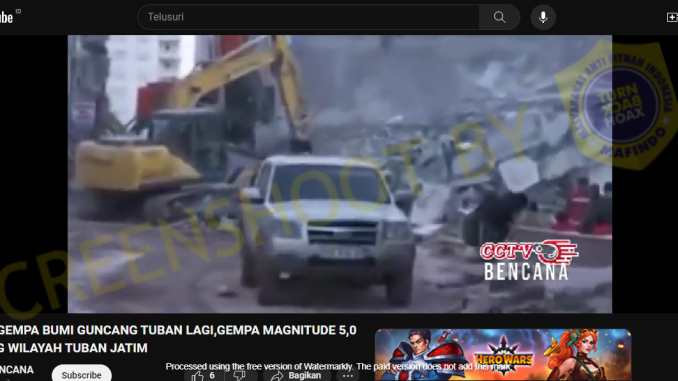 ube ID
Telusuri
SCREENSHOOT BY
MASYARAKAT ANTI FITNAH INDONESIA
TURN BACK HOAX
MAFINDO
CCTV
BENCANA
GEMPA BUMI GUNCANG TUBAN LAGI,GEMPA MAGNITUDE 5,0
G WILAYAH TUBAN JATIM
HERO WARS
ENCANA
Subscribe
6
Bagikan
Processed using the free version of Watermarkly. The paid version does not add this mark.